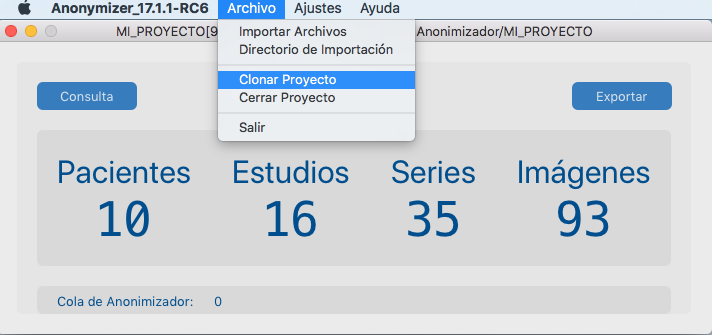 Anonymizer_17.1.1-RC6 Archivo Ajustes Ayuda
MI_PROYECTO[9 Anonimizador/MI_PROYECTO
Importar Archivos
Directorio de Importación
Clonar Proyecto
Cerrar Proyecto
Salir
Consulta Exportar
Pacientes Estudios Series Imágenes
10 16 35 93
Cola de Anonimizador: 0